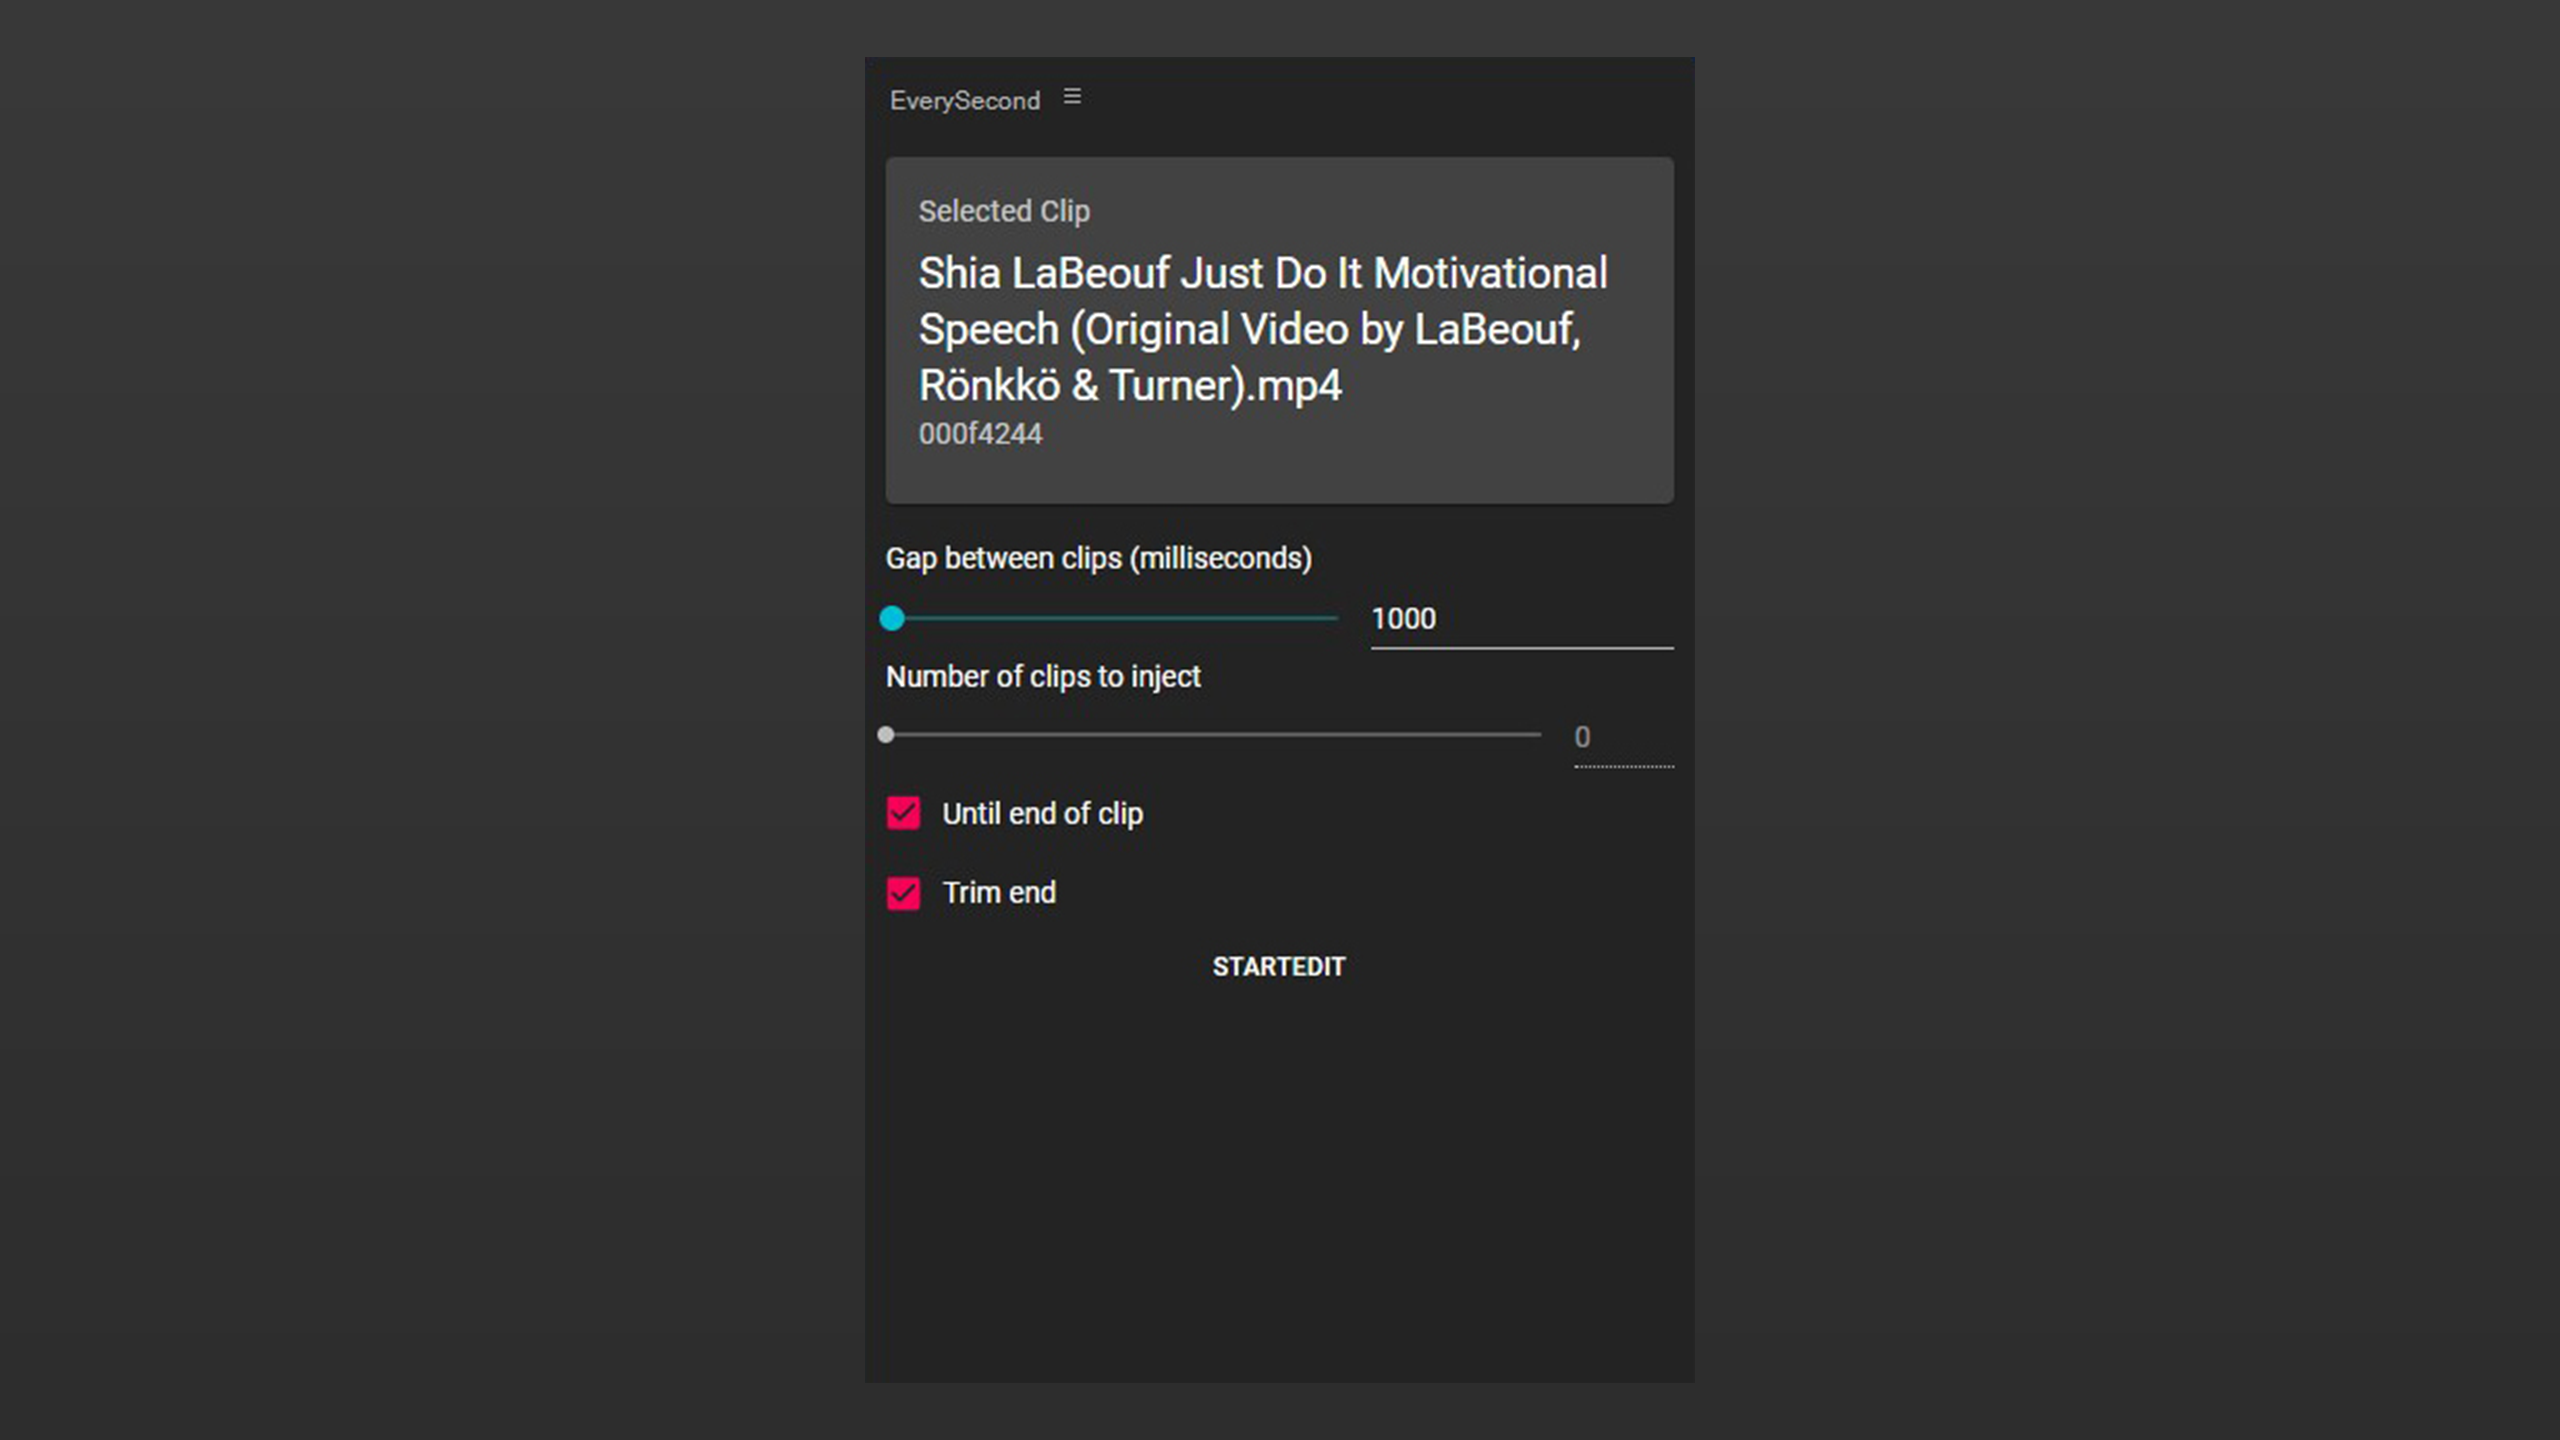 EverySecond
Selected Clip
Shia LaBeouf Just Do It Motivational
Speech (Original Video by LaBeouf,
Rönkkö & Turner).mp4
000f4244
Gap between clips (milliseconds)
1000
Number of clips to inject
0
Until end of clip
Trim end
STARTEDIT